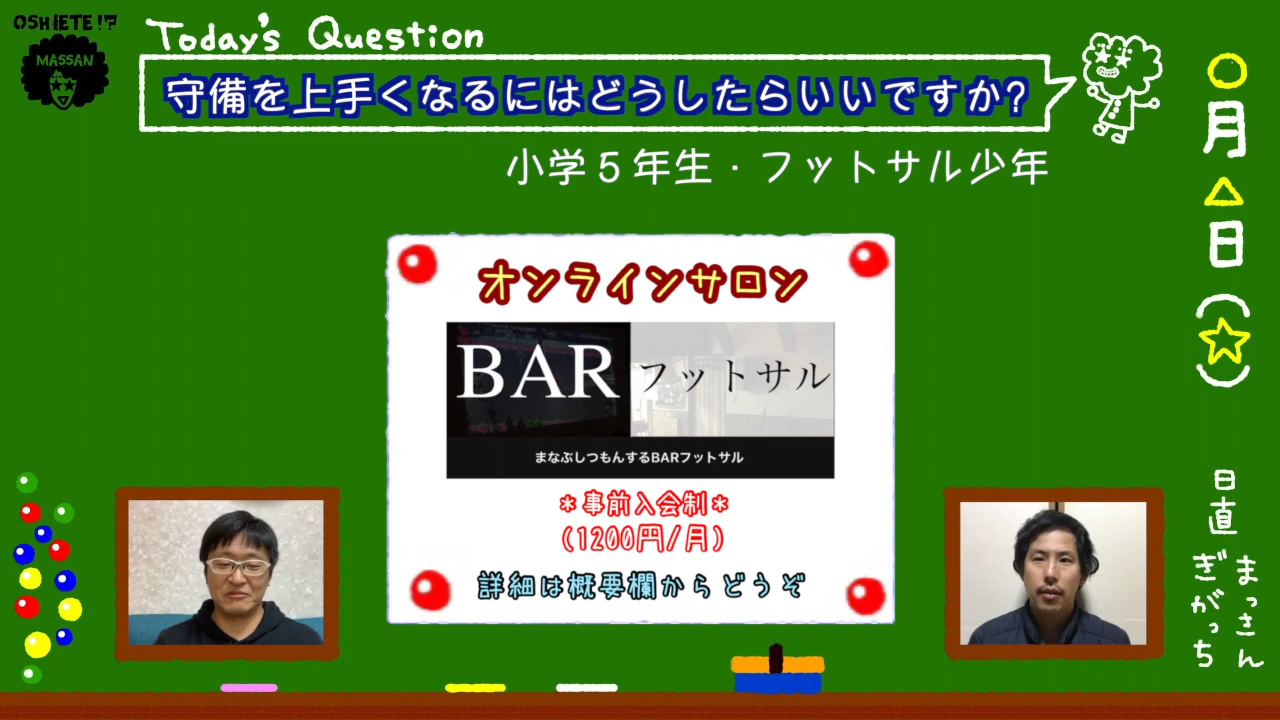 OSHIETE!?
MASSAN
Today's Question
守備を上手くなるにはどうしたらいいですか?
小学5年生・フットサル少年
オンラインサロン
BAR フットサル
まなぶしつもんするBARフットサル
*事前入会制*
(1200円/月)
詳細は概要欄からどうぞ
○月△日(☆)
日直
まっさん
ぎがっち